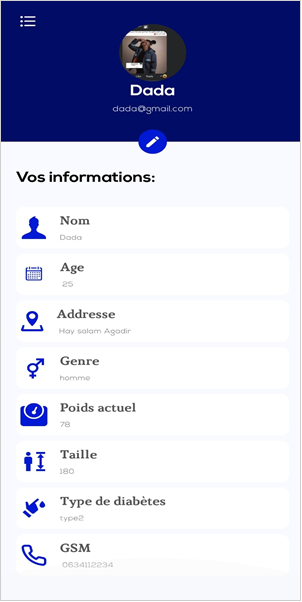 Dada
dada@gmail.com
Vos informations:
Nom
Dada
Age
25
Addresse
Hay salam Agadir
Genre
homme
Poids actuel
78
Taille
180
Type de diabètes
type2
GSM
0634112234